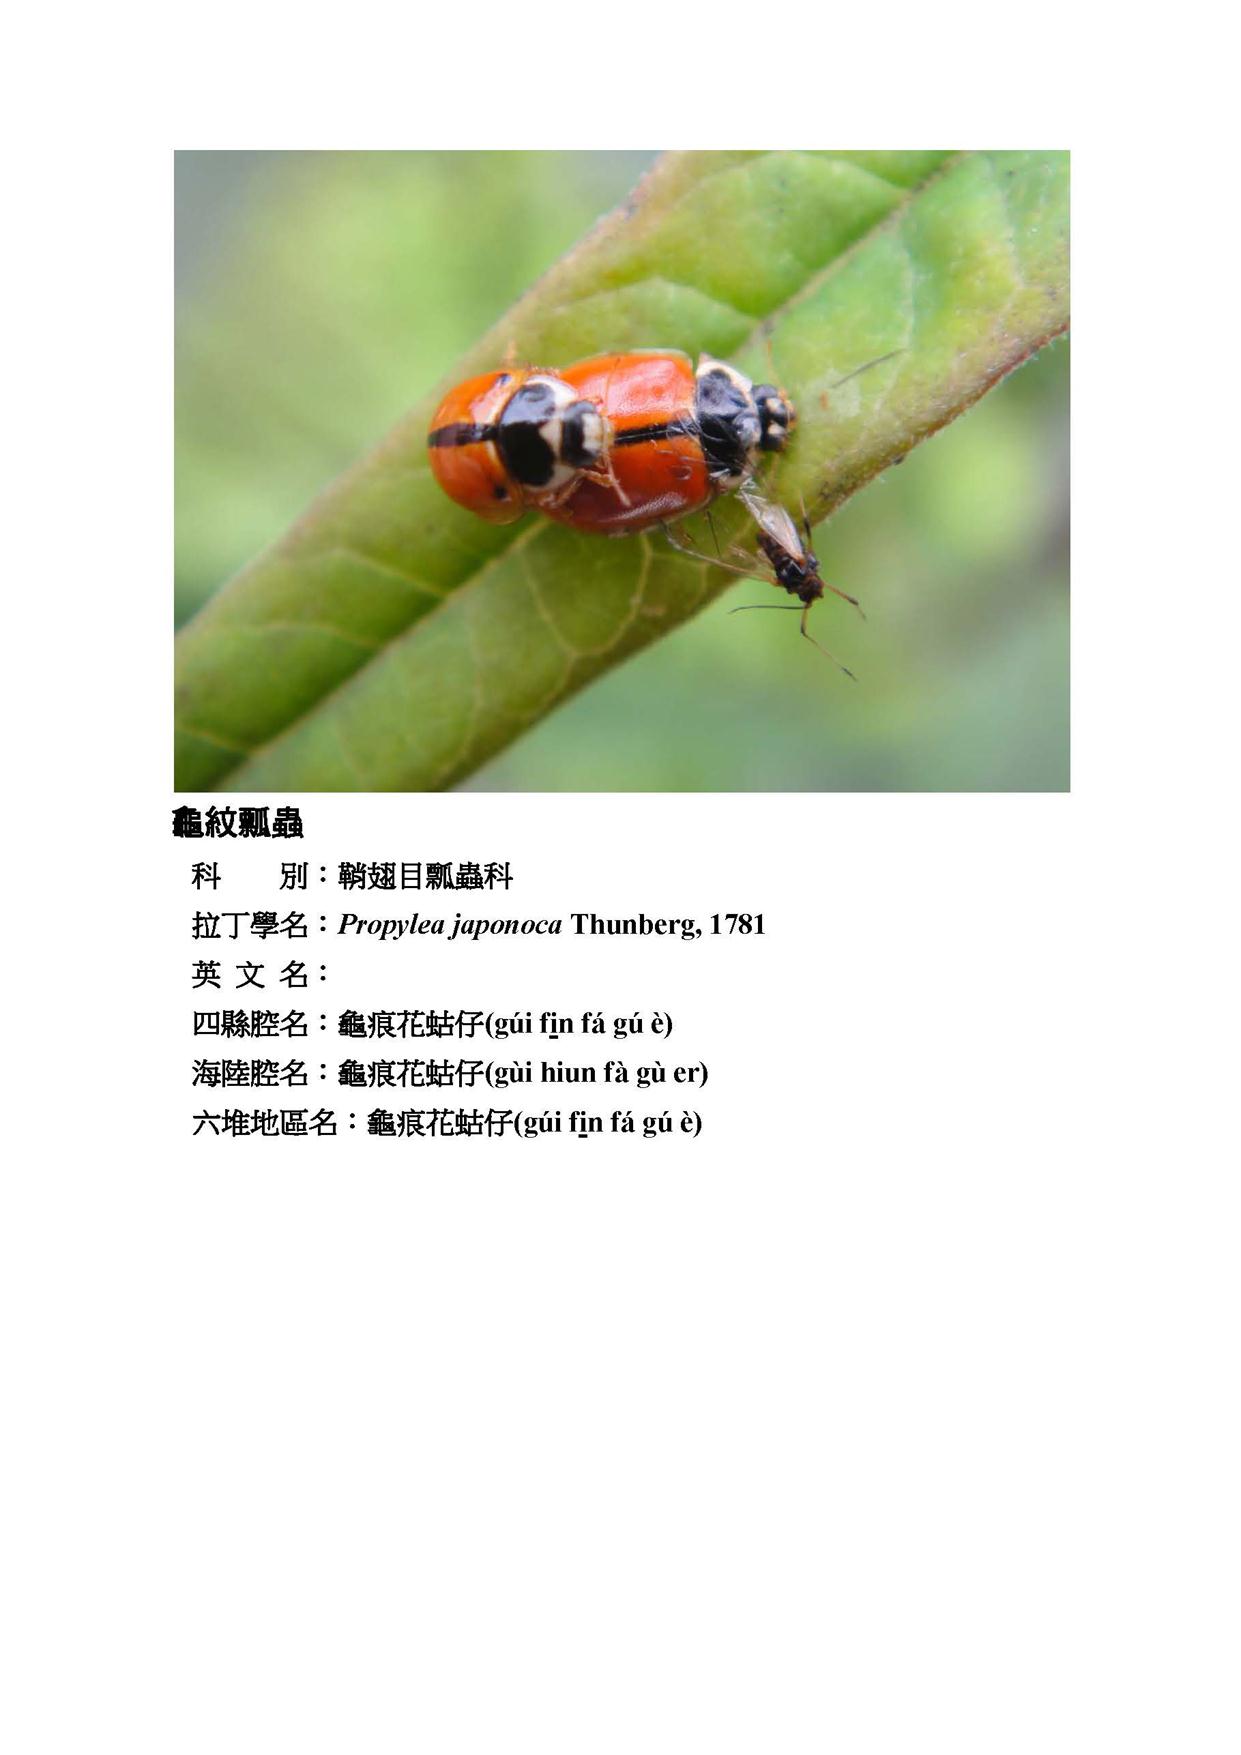 龜紋瓢蟲
科　　別：鞘翅目瓢蟲科
拉丁學名：Propylea japonoca Thunberg, 1781
英 文 名：
四縣腔名：龜痕花蛄仔(gúi fi̲n fá gú è)
海陸腔名：龜痕花蛄仔(gùi hiun fà gù er)
六堆地區名：龜痕花蛄仔(gúi fi̲n fá gú è)